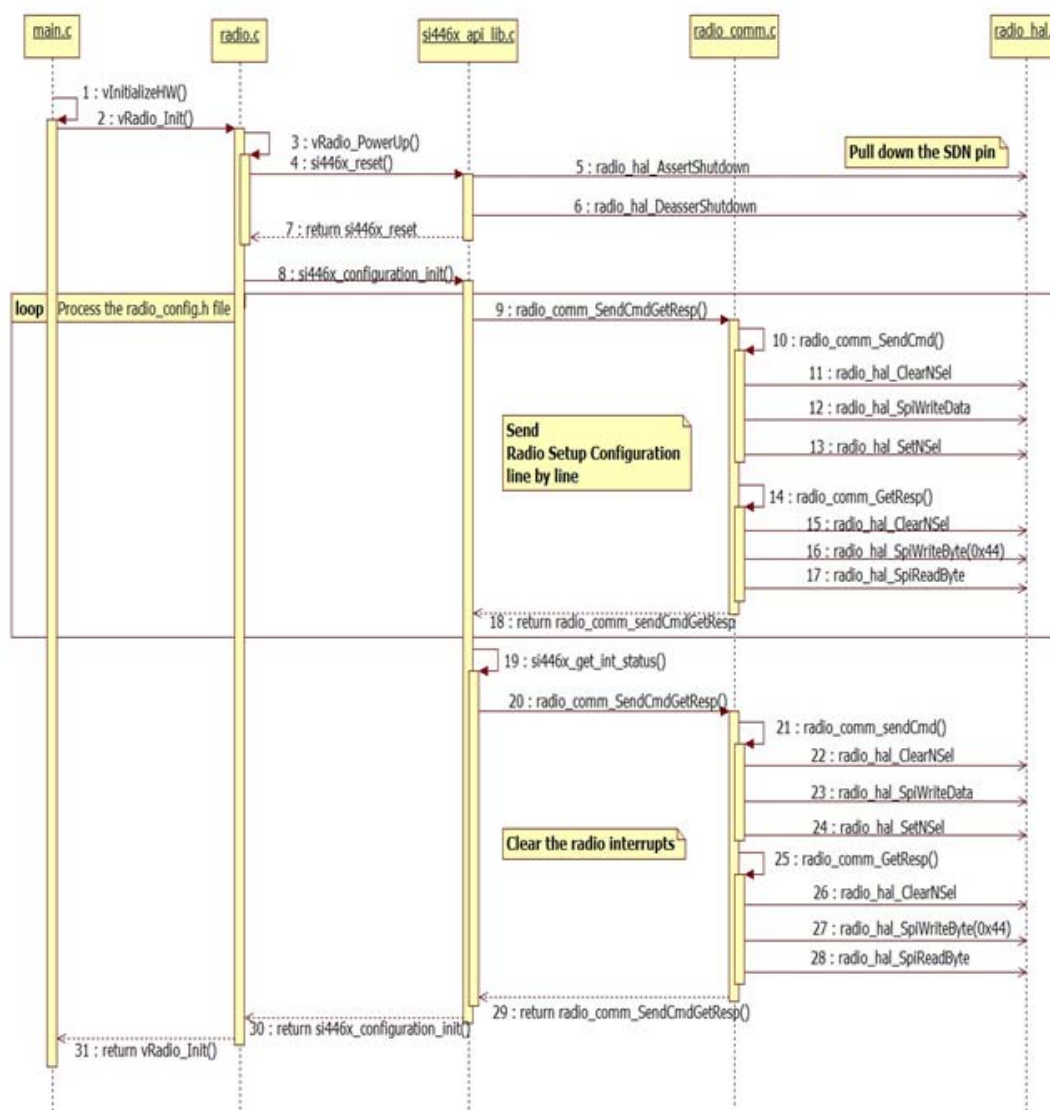 main.c
radio.c
si446x_api_lib.c
radio_comm.c
radio_hal.
1 : vInitializeHW()
2 : vRadio_Init()
3 : vRadio_PowerUp()
4 : si446x_reset()
Pull down the SDN pin
5 : radio_hal_AssertShutdown
6 : radio_hal_DeasserShutdown
7 : return si446x_reset
8 : si446x_configuration_init()
loop
Process the radio_config.h file
9 : radio_comm_SendCmdGetResp()
10 : radio_comm_SendCmd()
11 : radio_hal_ClearNSel
12 : radio_hal_SpiWriteData
13 : radio_hal_SetNSel
Send
Radio Setup Configuration
line by line
14 : radio_comm_GetResp()
15 : radio_hal_ClearNSel
16 : radio_hal_SpiWriteByte(0x44)
17 : radio_hal_SpiReadByte
18 : return radio_comm_sendCmdGetResp
19 : si446x_get_int_status()
20 : radio_comm_SendCmdGetResp()
21 : radio_comm_sendCmd()
22 : radio_hal_ClearNSel
23 : radio_hal_SpiWriteData
24 : radio_hal_SetNSel
Clear the radio interrupts
25 : radio_comm_GetResp()
26 : radio_hal_ClearNSel
27 : radio_hal_SpiWriteByte(0x44)
28 : radio_hal_SpiReadByte
29 : return radio_comm_SendCmdGetResp()
30 : return si446x_configuration_init()
31 : return vRadio_Init()